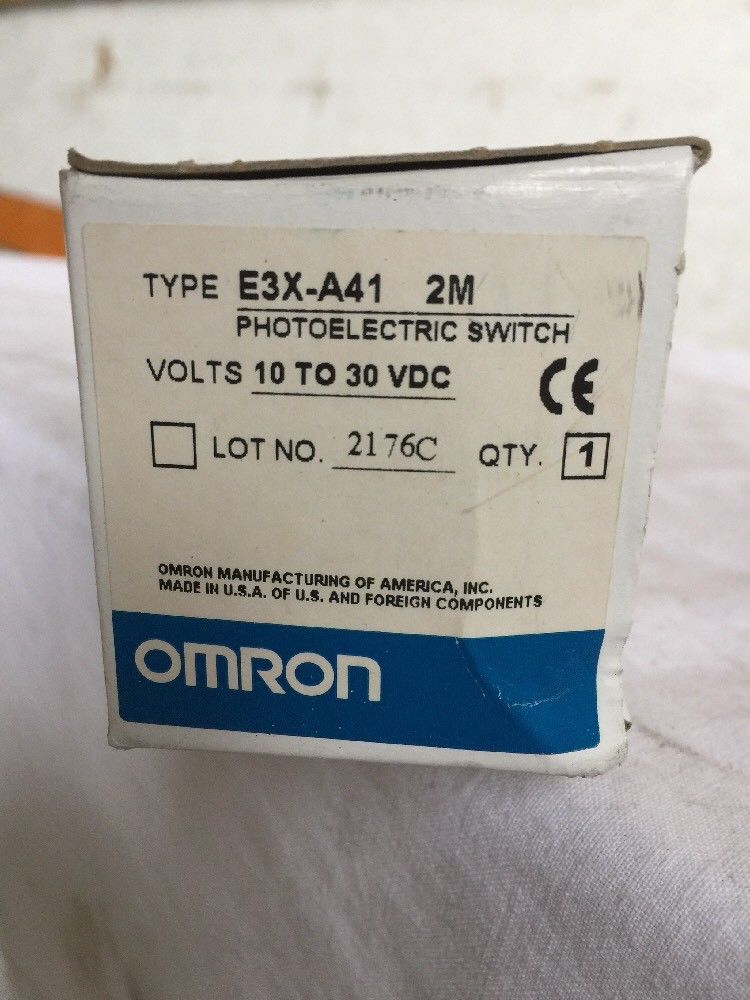 TYPE E3X-A41 2M
PHOTOELECTRIC SWITCH
VOLTS 10 TO 30 VDC CE
LOT NO. 2176C QTY. 1
OMRON MANUFACTURING OF AMERICA, INC.
MADE IN U.S.A. OF U.S. AND FOREIGN COMPONENTS
OMRON